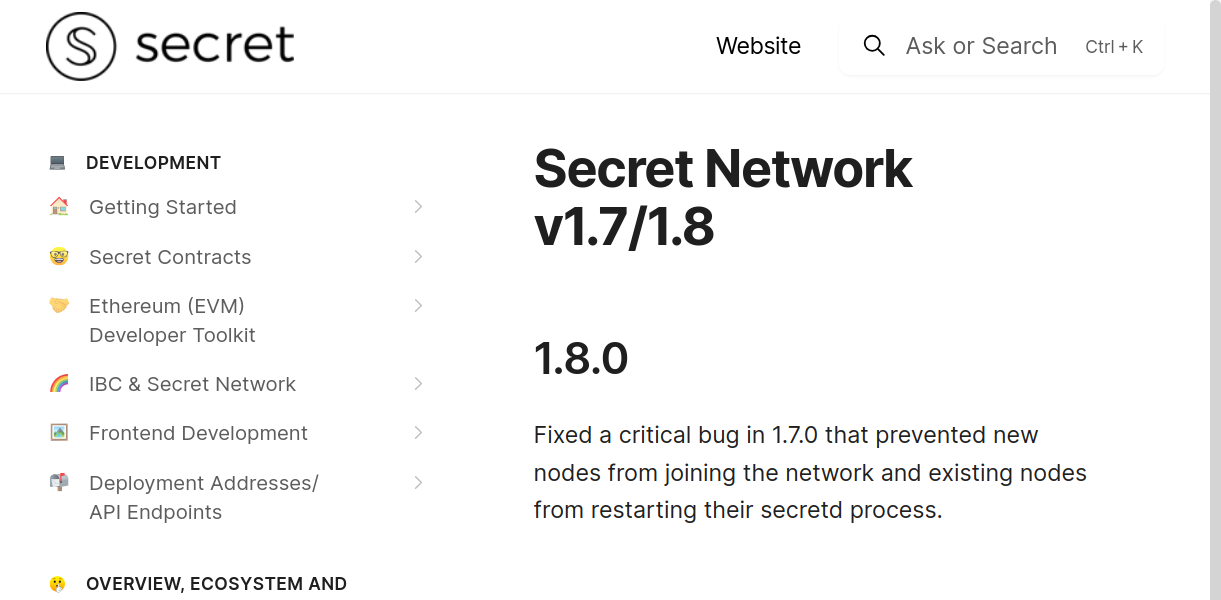 secret
Website
Ask or Search
Ctrl + K
DEVELOPMENT
Getting Started
Secret Contracts
Ethereum (EVM)
Developer Toolkit
IBC & Secret Network
Frontend Development
Deployment Addresses/
API Endpoints
OVERVIEW, ECOSYSTEM AND
Secret Network
v1.7/1.8
1.8.0
Fixed a critical bug in 1.7.0 that prevented new
nodes from joining the network and existing nodes
from restarting their secretd process.